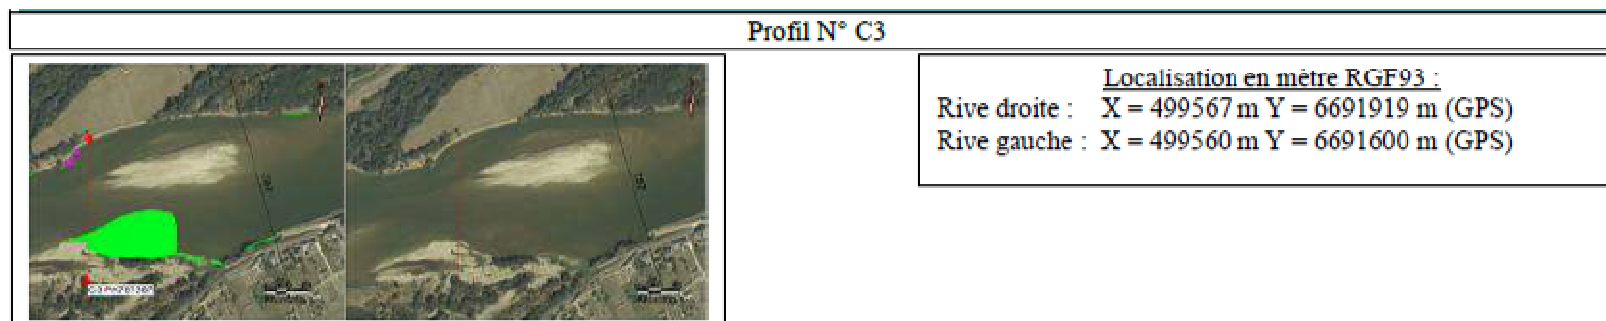 Profil N° C3
Localisation en mètre RGF93 :
Rive droite : X = 499567 m Y = 6691919 m (GPS)
Rive gauche : X = 499560 m Y = 6691600 m (GPS)